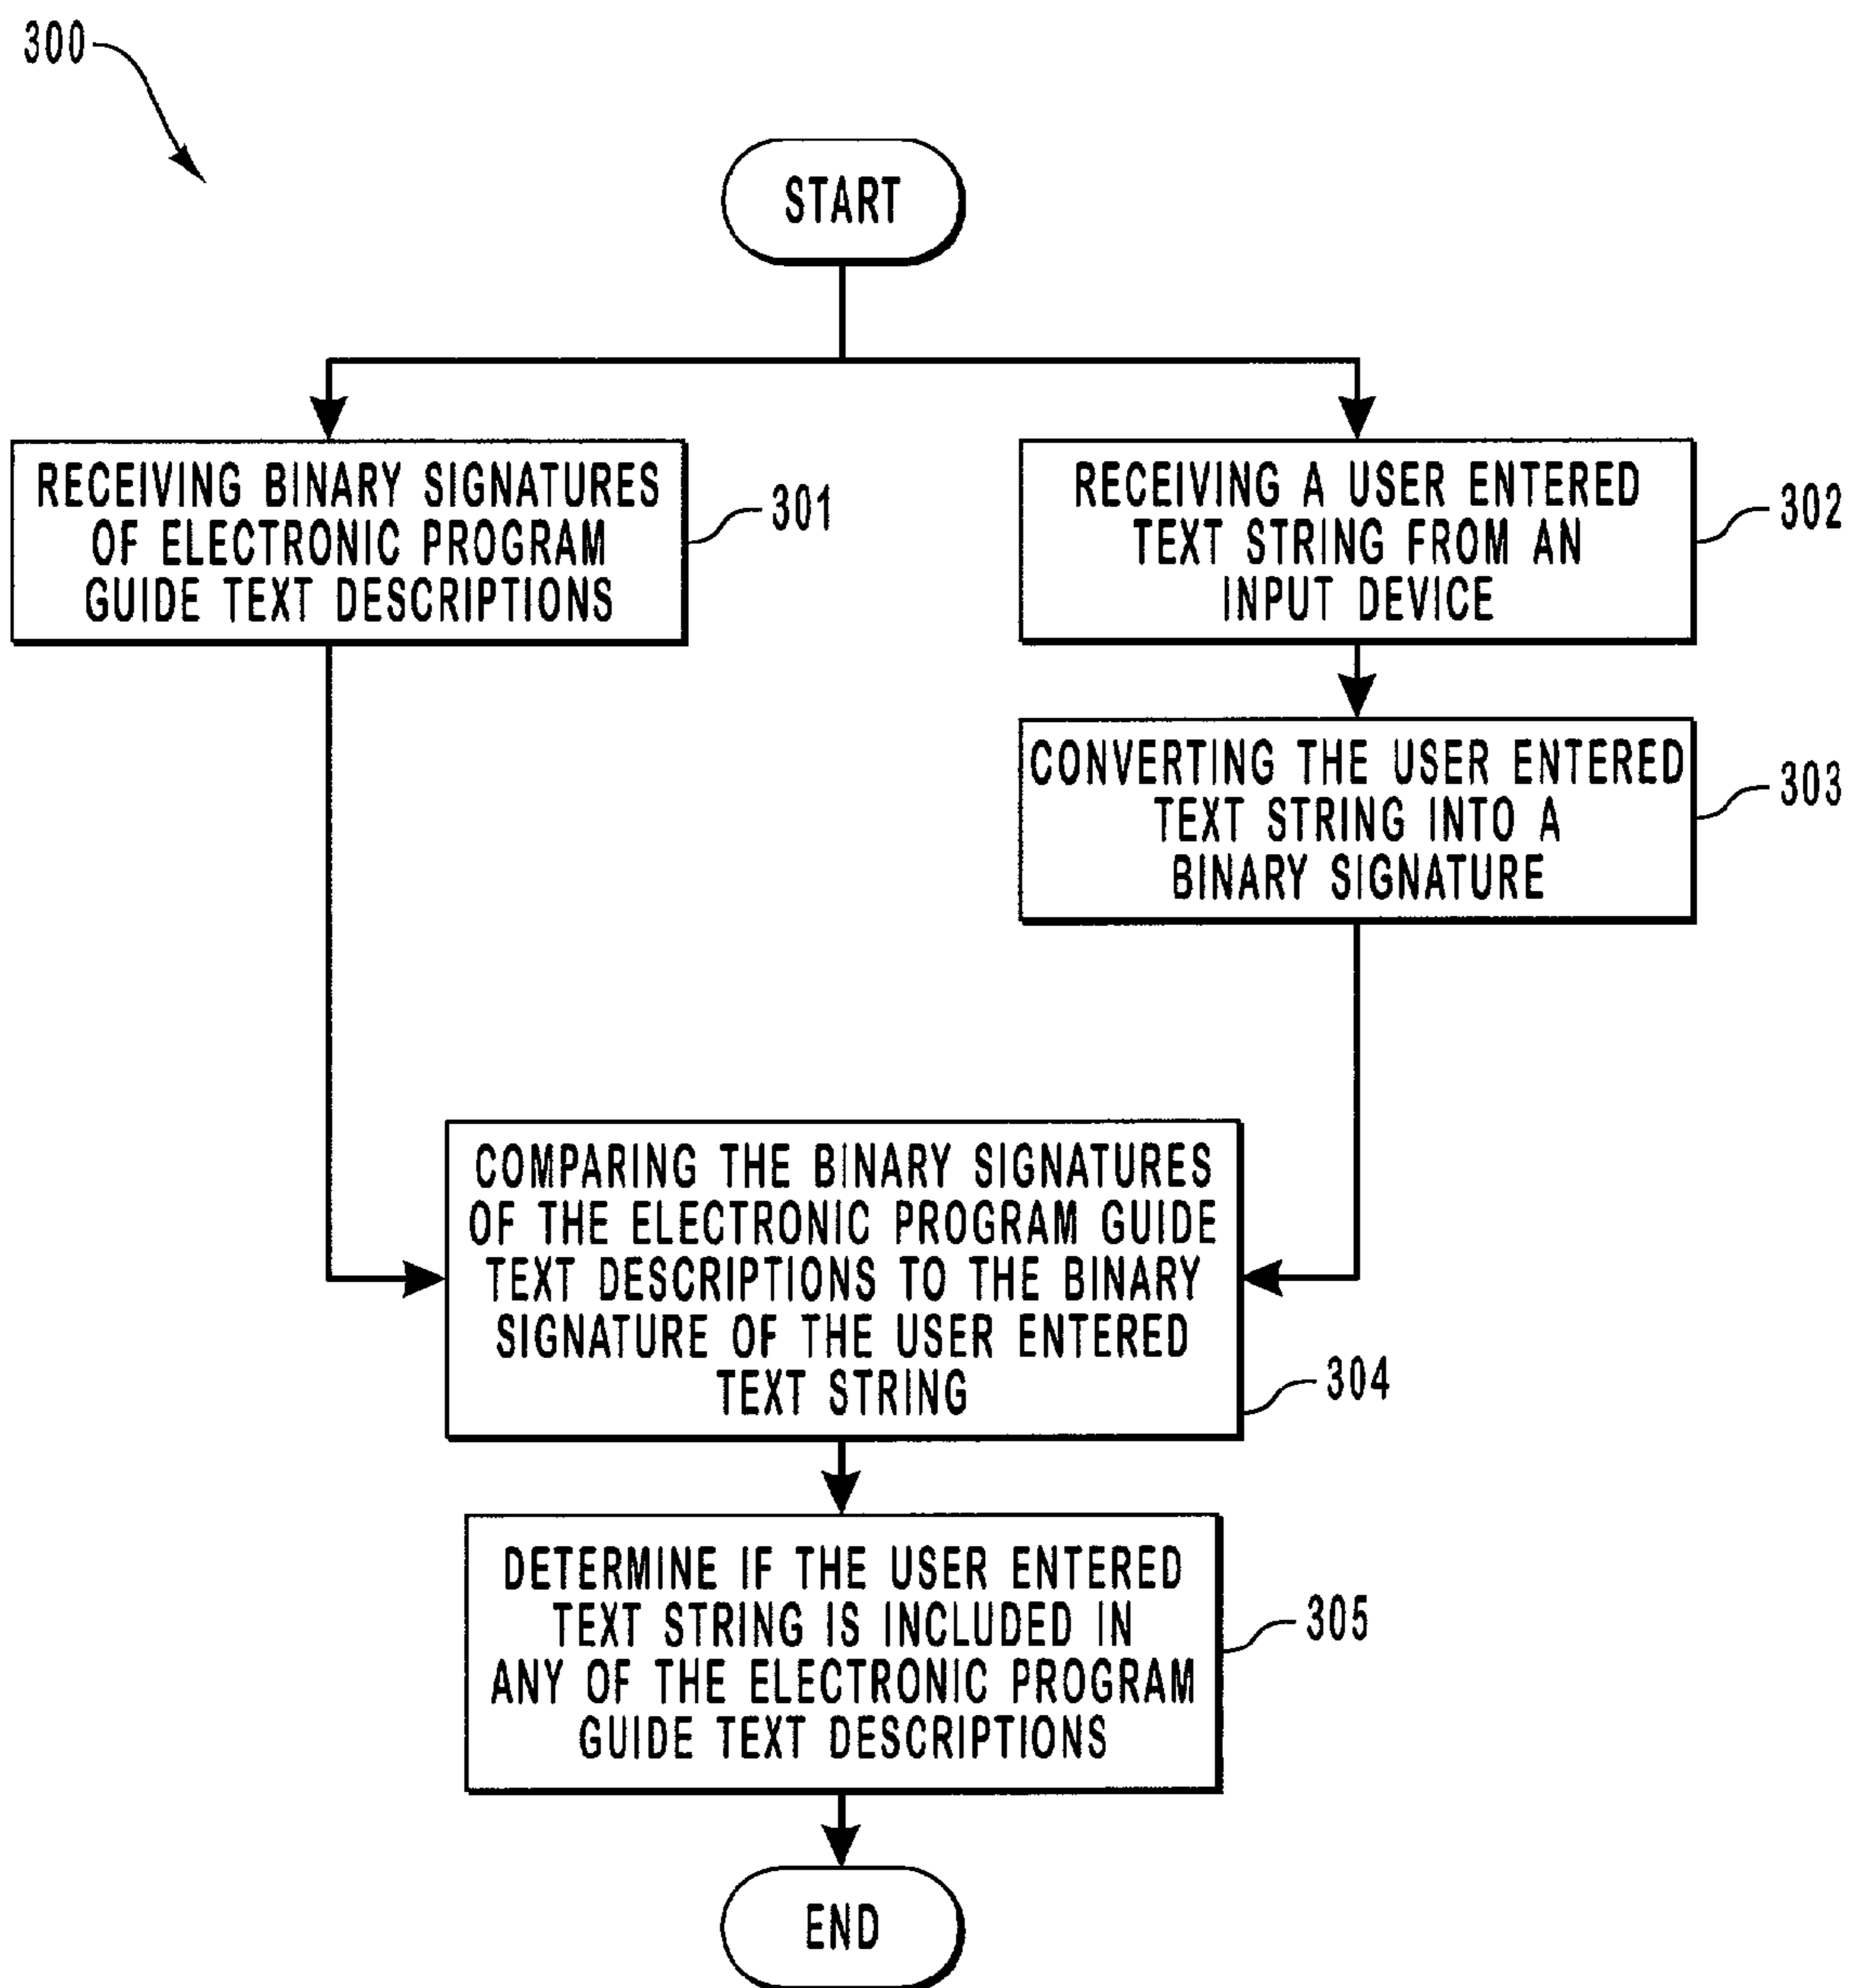 300
START
RECEIVING BINARY SIGNATURES
OF ELECTRONIC PROGRAM
GUIDE TEXT DESCRIPTIONS
301
RECEIVING A USER ENTERED
TEXT STRING FROM AN
INPUT DEVICE
302
CONVERTING THE USER ENTERED
TEXT STRING INTO A
BINARY SIGNATURE
303
COMPARING THE BINARY SIGNATURES
OF THE ELECTRONIC PROGRAM GUIDE
TEXT DESCRIPTIONS TO THE BINARY
SIGNATURE OF THE USER ENTERED
TEXT STRING
304
DETERMINE IF THE USER ENTERED
TEXT STRING IS INCLUDED IN
ANY OF THE ELECTRONIC PROGRAM
GUIDE TEXT DESCRIPTIONS
305
END